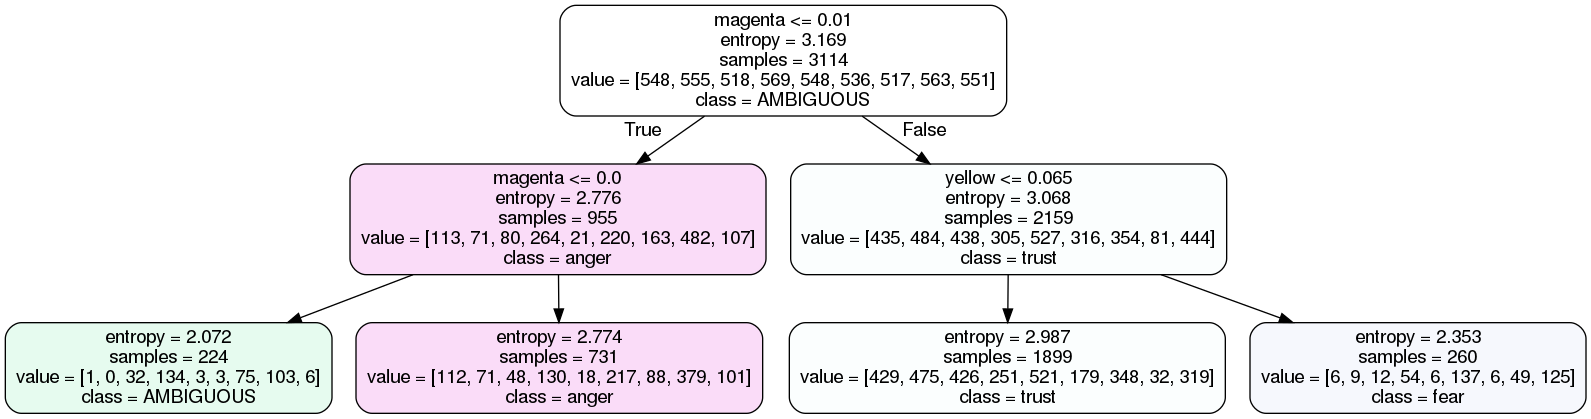 magenta <= 0.01
entropy = 3.169
samples = 3114
value = [548, 555, 518, 569, 548, 536, 517, 563, 551]
class = AMBIGUOUS
True
False
magenta <= 0.0
entropy = 2.776
samples = 955
value = [113, 71, 80, 264, 21, 220, 163, 482, 107]
class = anger
yellow <= 0.065
entropy = 3.068
samples = 2159
value = [435, 484, 438, 305, 527, 316, 354, 81, 444]
class = trust
entropy = 2.072
samples = 224
value = [1, 0, 32, 134, 3, 3, 75, 103, 6]
class = AMBIGUOUS
entropy = 2.774
samples = 731
value = [112, 71, 48, 130, 18, 217, 88, 379, 101]
class = anger
entropy = 2.987
samples = 1899
value = [429, 475, 426, 251, 521, 179, 348, 32, 319]
class = trust
entropy = 2.353
samples = 260
value = [6, 9, 12, 54, 6, 137, 6, 49, 125]
class = fear